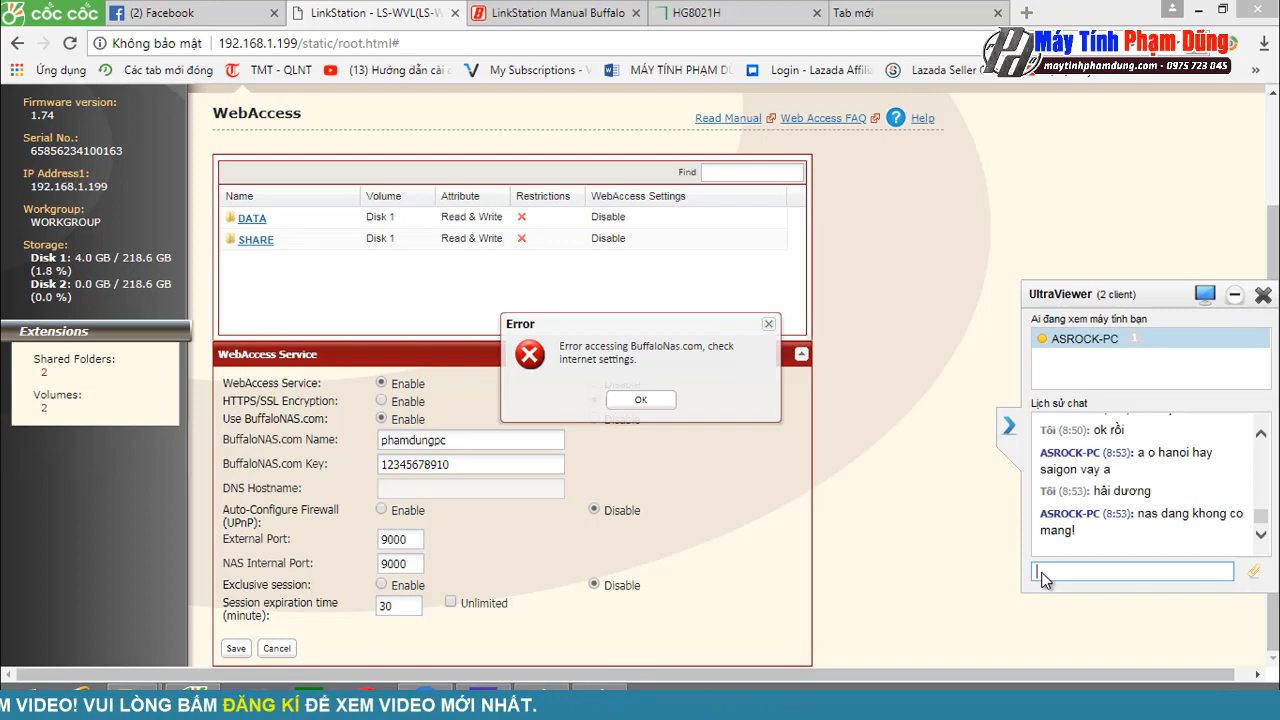 CỐC CỐC
(2) Facebook
LinkStation - LS-WVL(LS-W
LinkStation Manual Buffalo
HG8021H
Tab mới
Không bảo mật
192.168.1.199/static/root.html#
Máy Tính Phạm Dũng
maytinhphamdung.com - 0975 723 045
Ứng dụng
Các tab mới đóng
TMT - QLNT
(13) Hướng dẫn cài
My Subscriptions -
MÁY TÍNH PHẠM DŨ
Login - Lazada Affilia
Lazada Seller
Firmware version:
1.74
Serial No.:
65856234100163
IP Address1:
192.168.1.199
Workgroup:
WORKGROUP
Storage:
Disk 1: 4.0 GB / 218.6 GB
(1.8 %)
Disk 2: 0.0 GB / 218.6 GB
(0.0 %)
Extensions
Shared Folders:
2
Volumes:
2
WebAccess
Read Manual
Web Access FAQ
Help
Find
Name
Volume
Attribute
Restrictions
WebAccess Settings
DATA
Disk 1
Read & Write
Disable
SHARE
Disk 1
Read & Write
Disable
Error
Error accessing BuffaloNas.com, check
internet settings.
OK
WebAccess Service
WebAccess Service:
Enable
Disable
HTTPS/SSL Encryption:
Enable
Use BuffaloNAS.com:
Enable
Disable
BuffaloNAS.com Name:
phamdungpc
BuffaloNAS.com Key:
12345678910
DNS Hostname:
Auto-Configure Firewall
(UPnP):
Enable
Disable
External Port:
9000
NAS Internal Port:
9000
Exclusive session:
Enable
Disable
Session expiration time
(minute):
30
Unlimited
Save
Cancel
UltraViewer (2 client)
Ai đang xem máy tính bạn
ASROCK-PC
1
Lịch sử chat
Tôi (8:50): ok rồi
ASROCK-PC (8:53): a o hanoi hay
saigon vay a
Tôi (8:53): hải dương
ASROCK-PC (8:53): nas dang khong co
mang!
M VIDEO! VUI LÒNG BẤM ĐĂNG KÍ ĐỂ XEM VIDEO MỚI NHẤT.